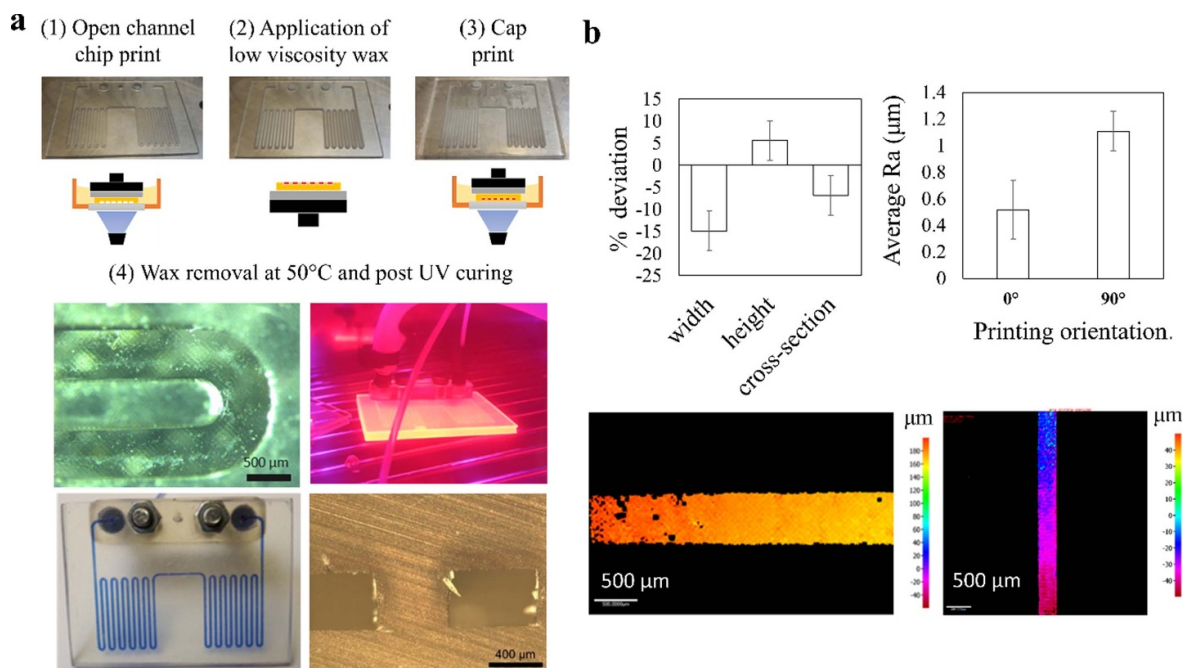 a
(1) Open channel
chip print
(2) Application of
low viscosity wax
(3) Cap
print
(4) Wax removal at 50°C and post UV curing
500 μm
400 μm
b
% deviation
15
10
5
0
-5
-10
-15
-20
-25
width
height
cross-section
Average Ra (μm)
1.4
1.2
1
0.8
0.6
0.4
0.2
0
0°
90°
Printing orientation.
500 μm
μm
180
160
140
120
100
80
60
40
20
0
-20
-40
500 μm
μm
40
20
0
-20
-40